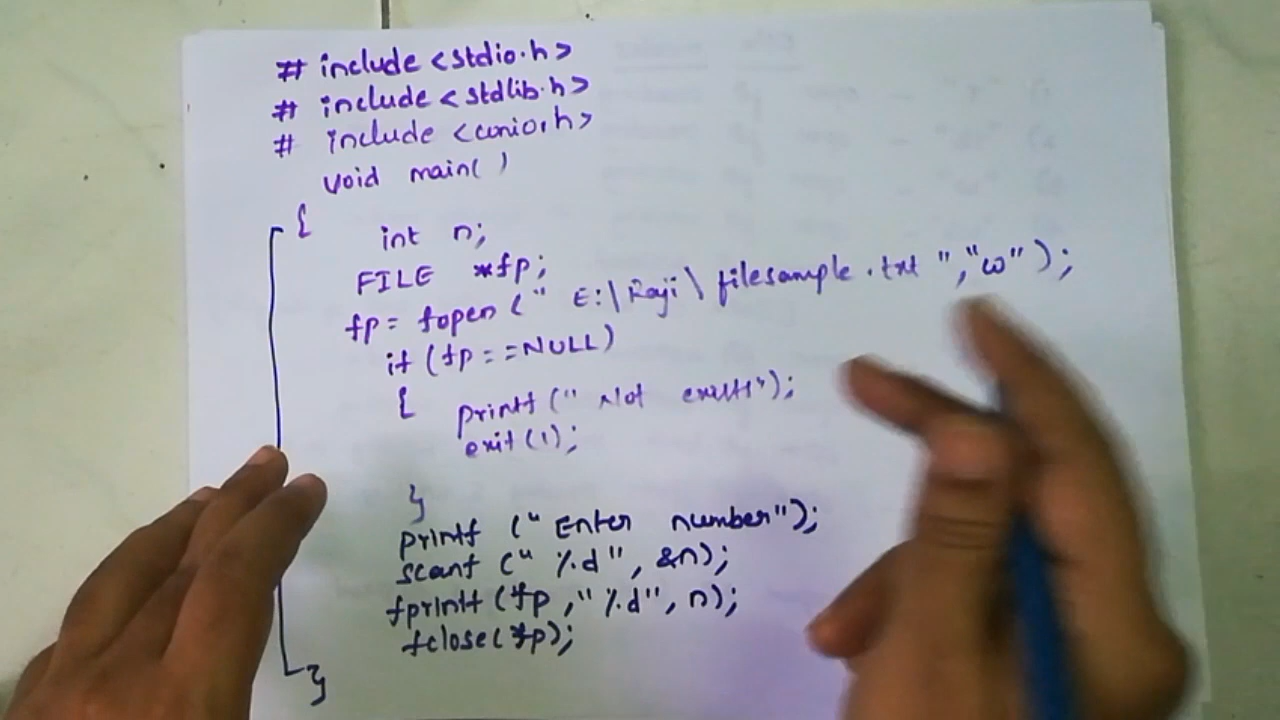 # include <stdio.h>
# include <stdlib.h>
# include <conio.h>
void main( )
{
int n;
FILE *fp;
fp = fopen (" E:\Raji\filesample.txt ","w");
if (fp==NULL)
{ printf (" Not exists");
exit (1);
}
printf (" Enter number");
scanf (" %d", &n);
fprintf (fp ," %d", n);
fclose(fp);
}